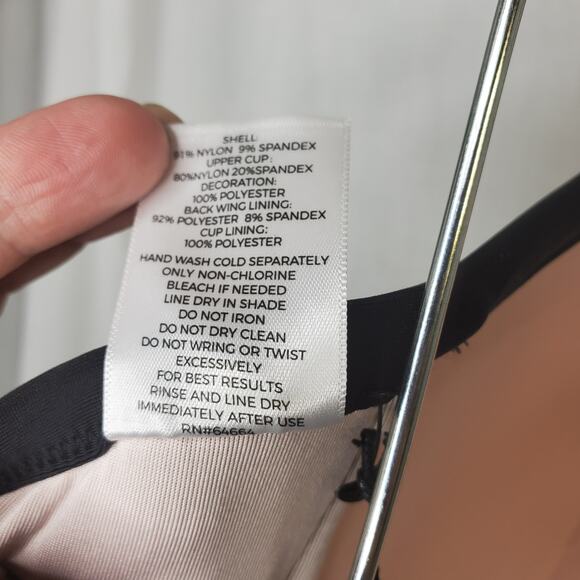 SHELL:
91% NYLON 9% SPANDEX
UPPER CUP:
80%NYLON 20%SPANDEX
DECORATION:
100% POLYESTER
BACK WING LINING:
92% POLYESTER 8% SPANDEX
CUP LINING:
100% POLYESTER
HAND WASH COLD SEPARATELY
ONLY NON-CHLORINE
BLEACH IF NEEDED
LINE DRY IN SHADE
DO NOT IRON
DO NOT DRY CLEAN
DO NOT WRING OR TWIST
EXCESSIVELY
FOR BEST RESULTS
RINSE AND LINE DRY
IMMEDIATELY AFTER USE
RN#64664